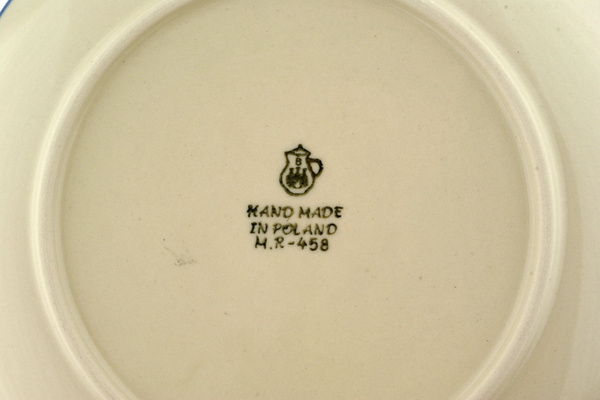 B
HAND MADE
IN POLAND
M.R-458